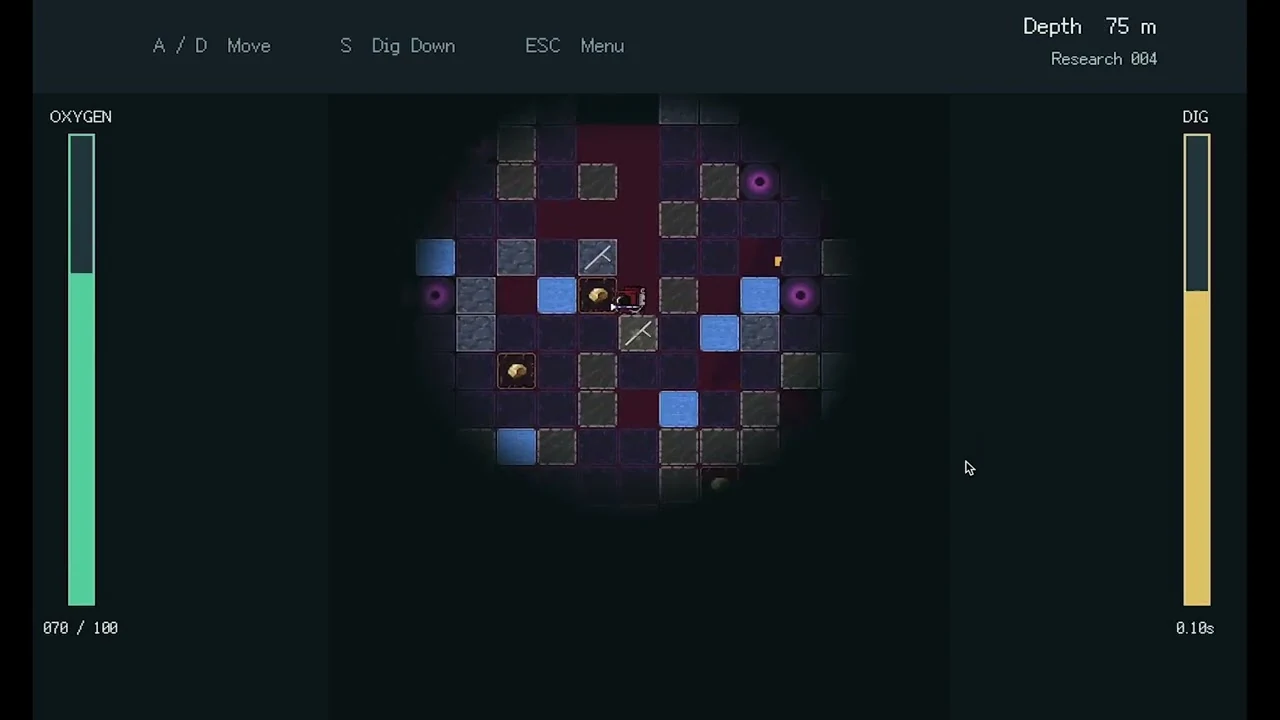 A / D Move S Dig Down ESC Menu
Depth 75 m
Research 004
OXYGEN
DIG
070 / 100
0.10s